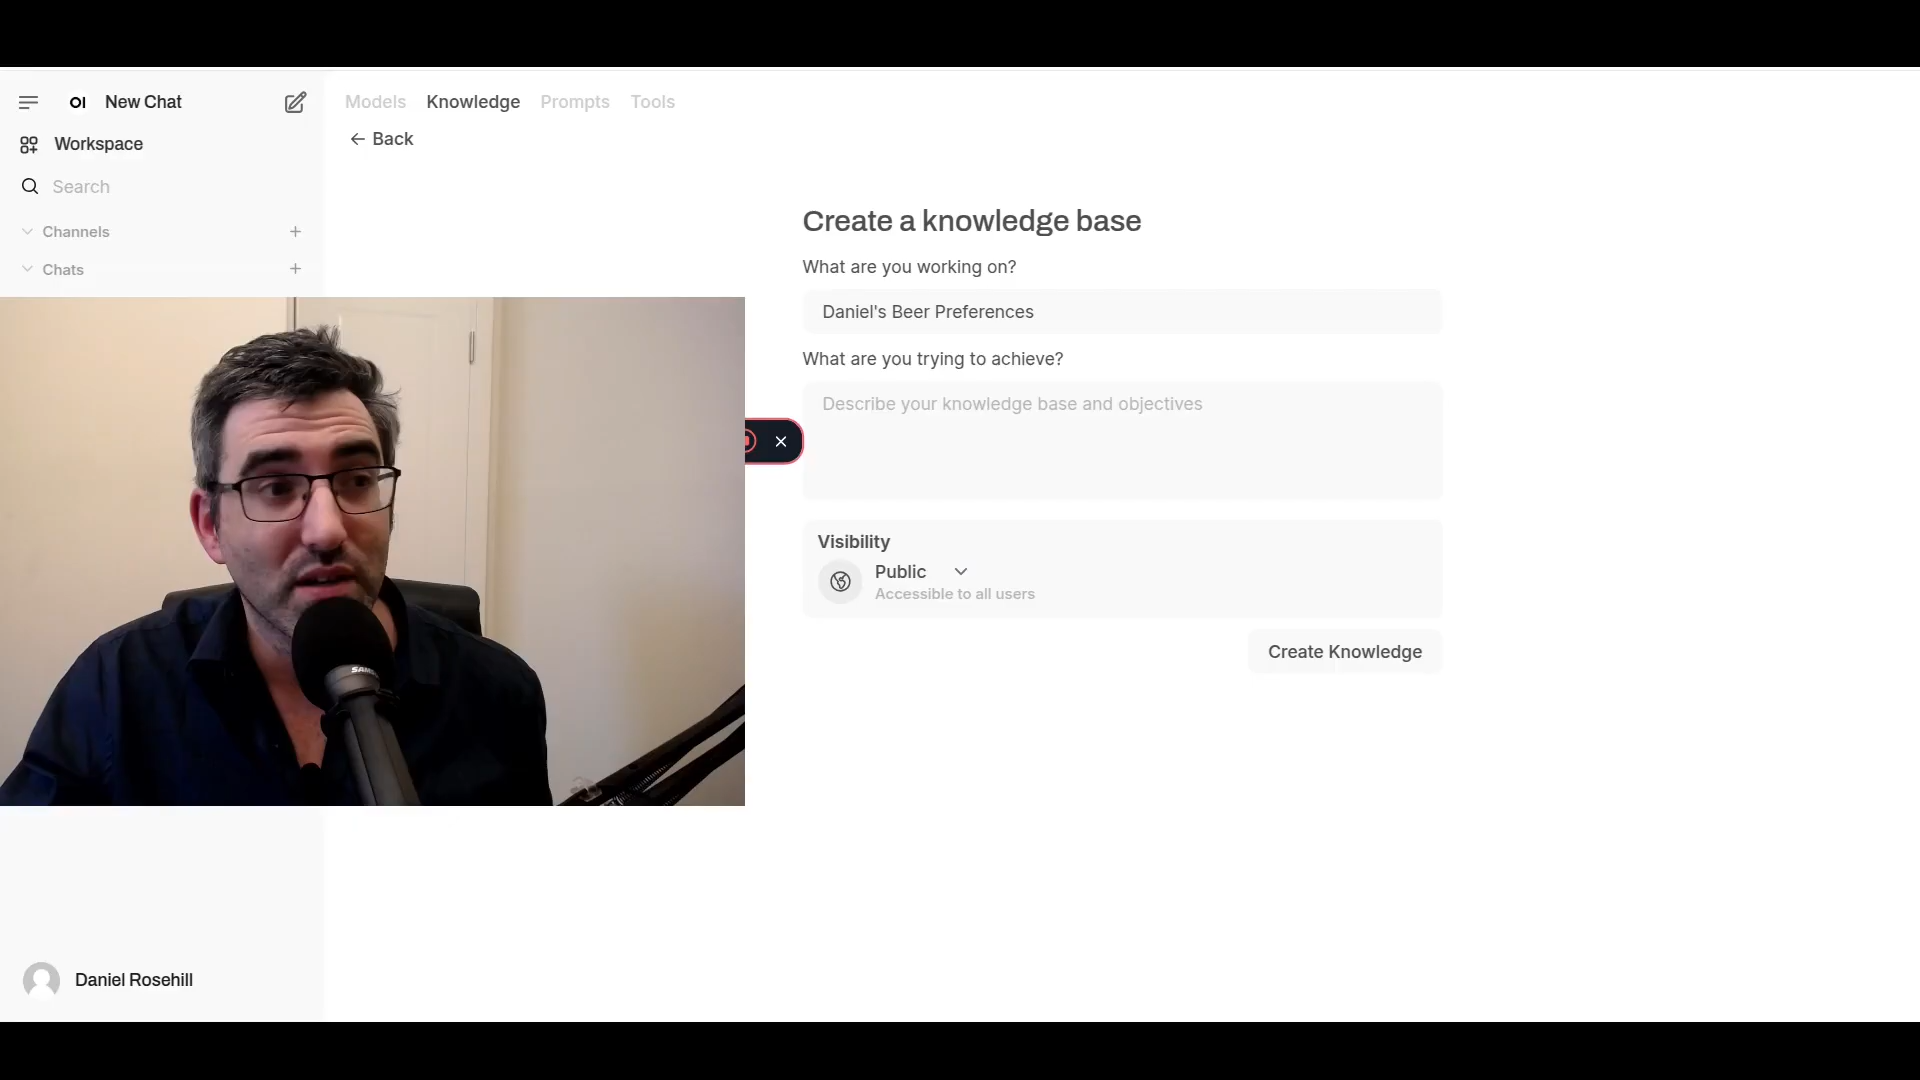 OI New Chat
Models Knowledge Prompts Tools
Back
Workspace
Search
Channels
Chats
Create a knowledge base
What are you working on?
Daniel's Beer Preferences
What are you trying to achieve?
Describe your knowledge base and objectives
Visibility
Public
Accessible to all users
Create Knowledge
Daniel Rosehill